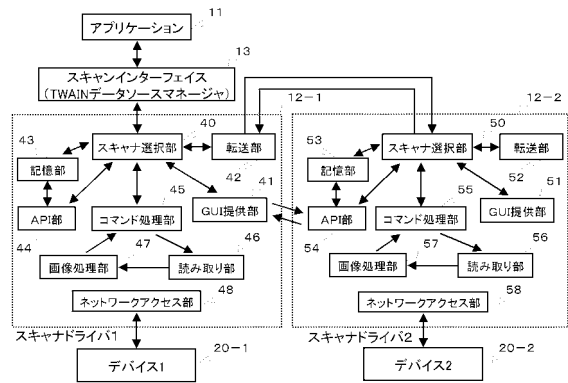 アプリケーション
11
13
スキャンインターフェイス
(TWAINデータソースマネージャ)
12-1
12-2
40
50
43
スキャナ選択部
転送部
53
スキャナ選択部
転送部
記憶部
45
42
41
記憶部
55
52
51
API部
コマンド処理部
GUI提供部
API部
コマンド処理部
GUI提供部
44
47
46
54
57
56
画像処理部
読み取り部
画像処理部
読み取り部
48
58
ネットワークアクセス部
ネットワークアクセス部
スキャナドライバ1
スキャナドライバ2
20-1
20-2
デバイス1
デバイス2